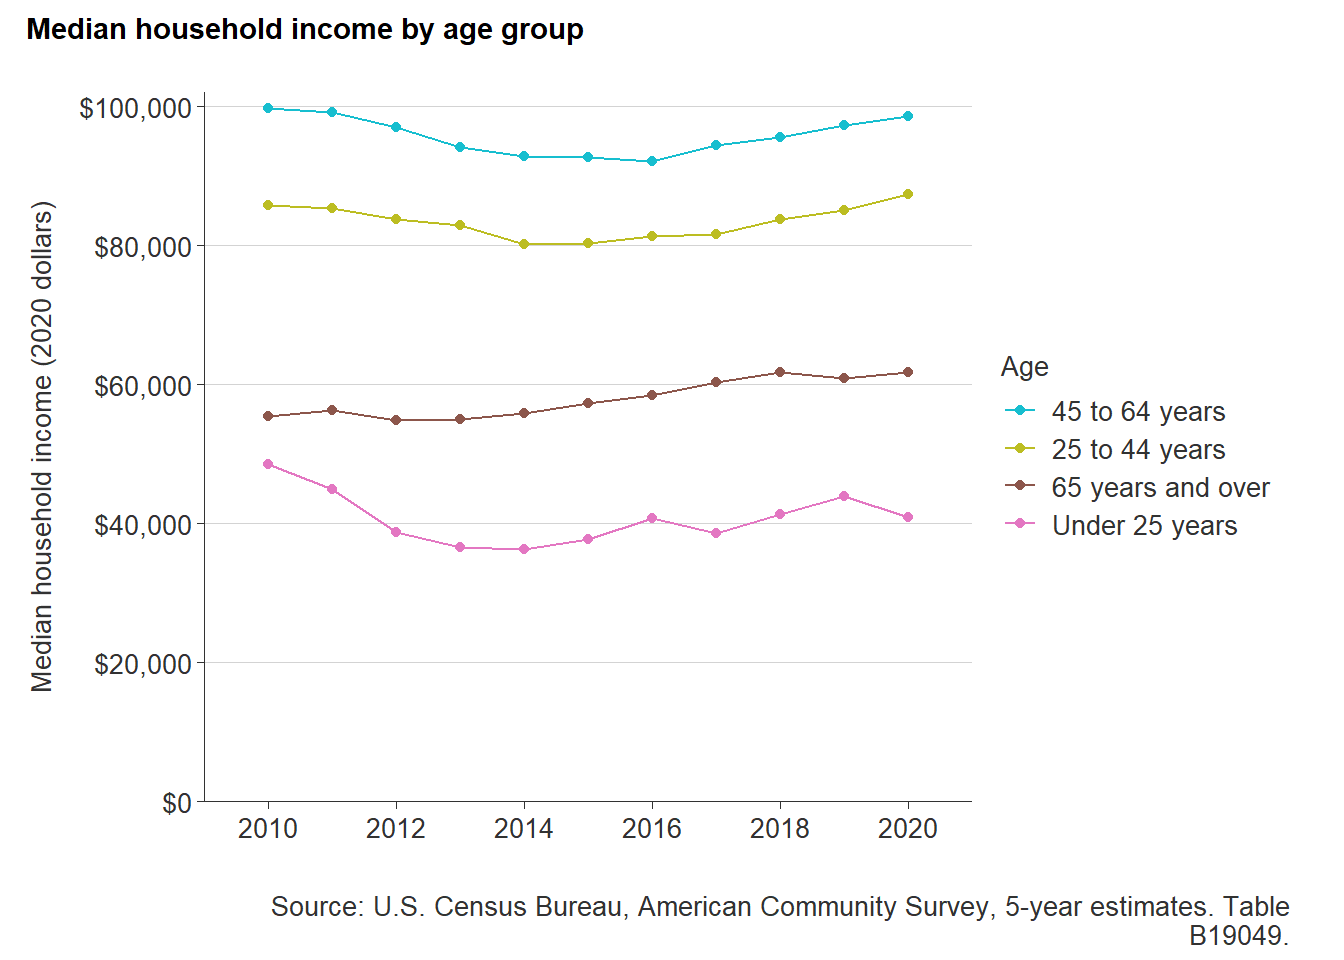 Median household income by age group
Median household income (2020 dollars)
$100,000
$80,000
$60,000
$40,000
$20,000
$0
2010 2012 2014 2016 2018 2020
Age
45 to 64 years
25 to 44 years
65 years and over
Under 25 years
Source: U.S. Census Bureau, American Community Survey, 5-year estimates. Table
B19049.